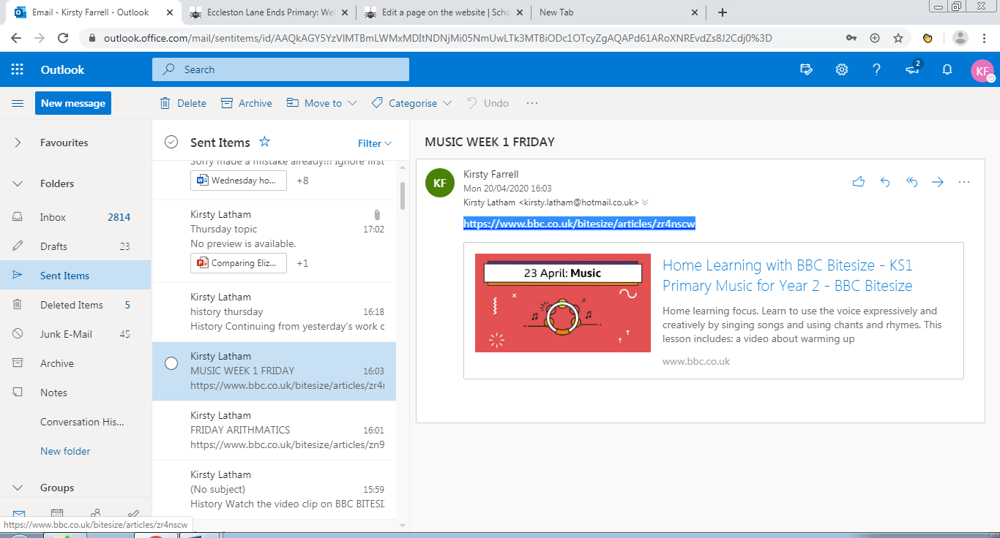 Email - Kirsty Farrell - Outlook
Eccleston Lane Ends Primary: Wel
Edit a page on the website | Scho
New Tab
outlook.office.com/mail/sentitems/id/AAQkAGY5YzVlMTBmLWMxMDItNDNjMi05NmUwLTk3MTBiODc1OTcyZgAQAPd61ARoXNREvdZs8J2Cdj0%3D
Outlook
Search
2
KF
New message
Delete
Archive
Move to
Categorise
Undo
Favourites
Folders
Inbox 2814
Drafts 23
Sent Items
Deleted Items 5
Junk E-Mail 45
Archive
Notes
Conversation His...
New folder
Groups
https://www.bbc.co.uk/bitesize/articles/zr4nscw
Sent Items
Filter
Sorry made a mistake already!!! Ignore first
Wednesday ho... +8
Kirsty Latham
Thursday topic 17:02
No preview is available.
Comparing Eliz... +1
Kirsty Latham
history thursday 16:18
History Continuing from yesterday's work c
Kirsty Latham
MUSIC WEEK 1 FRIDAY 16:03
https://www.bbc.co.uk/bitesize/articles/zr4n
Kirsty Latham
FRIDAY ARITHMATICS 16:01
https://www.bbc.co.uk/bitesize/articles/zn9
Kirsty Latham
(No subject) 15:59
History Watch the video clip on BBC BITESIZ
MUSIC WEEK 1 FRIDAY
KF
Kirsty Farrell
Mon 20/04/2020 16:03
Kirsty Latham <kirsty.latham@hotmail.co.uk>
https://www.bbc.co.uk/bitesize/articles/zr4nscw
23 April: Music
Home Learning with BBC Bitesize - KS1
Primary Music for Year 2 - BBC Bitesize
Home learning focus. Learn to use the voice expressively and
creatively by singing songs and using chants and rhymes. This
lesson includes: a video about warming up
www.bbc.co.uk